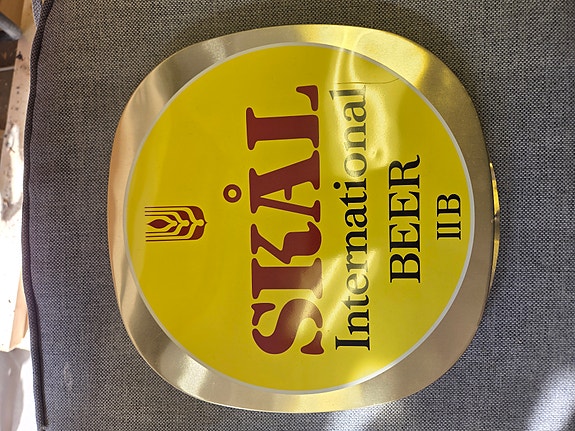 SKÅL
International
BEER
IIB